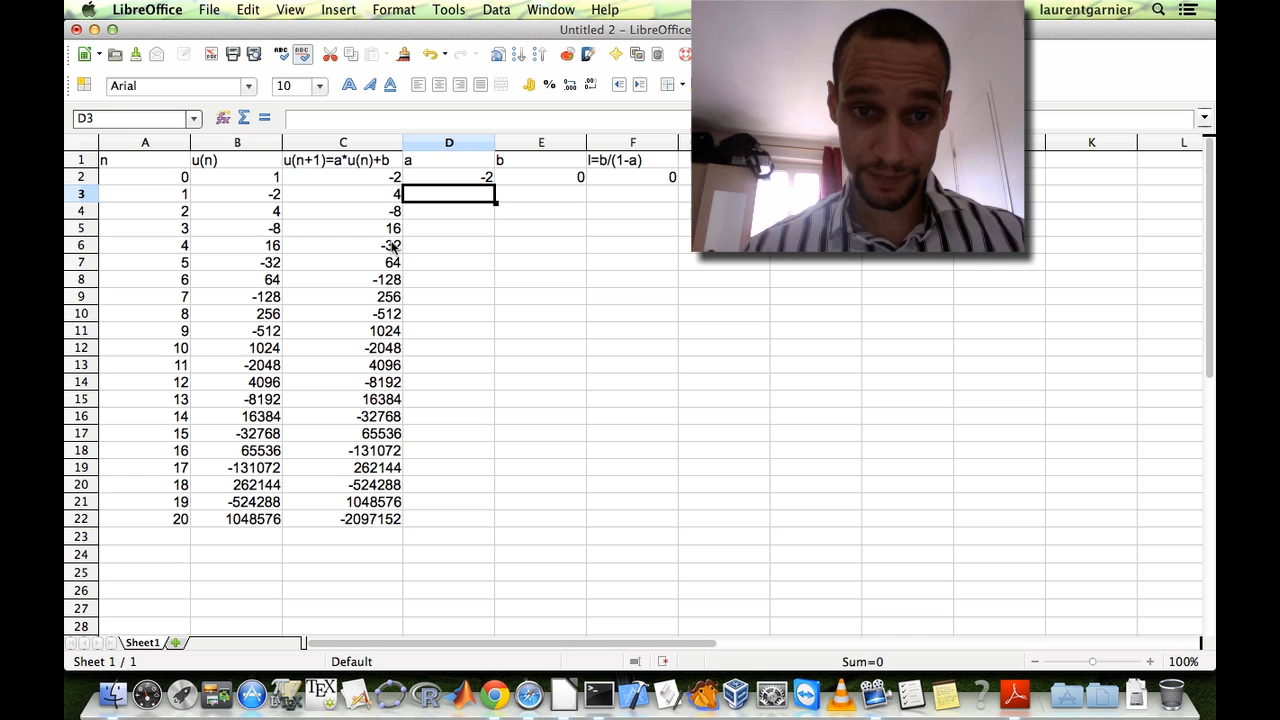 LibreOffice File Edit View Insert Format Tools Data Window Help laurentgarnier
Untitled 2 - LibreOffice
ABC ABC
Arial 10 A A A %
D3 fx Σ =
A B C D E F K L
1 n u(n) u(n+1)=a*u(n)+b a b l=b/(1-a)
2 0 1 -2 -2 0 0
3 1 -2 4
4 2 4 -8
5 3 -8 16
6 4 16 -32
7 5 -32 64
8 6 64 -128
9 7 -128 256
10 8 256 -512
11 9 -512 1024
12 10 1024 -2048
13 11 -2048 4096
14 12 4096 -8192
15 13 -8192 16384
16 14 16384 -32768
17 15 -32768 65536
18 16 65536 -131072
19 17 -131072 262144
20 18 262144 -524288
21 19 -524288 1048576
22 20 1048576 -2097152
23
24
25
26
27
28
Sheet1
Sheet 1 / 1 Default Sum=0 100%
TEX R